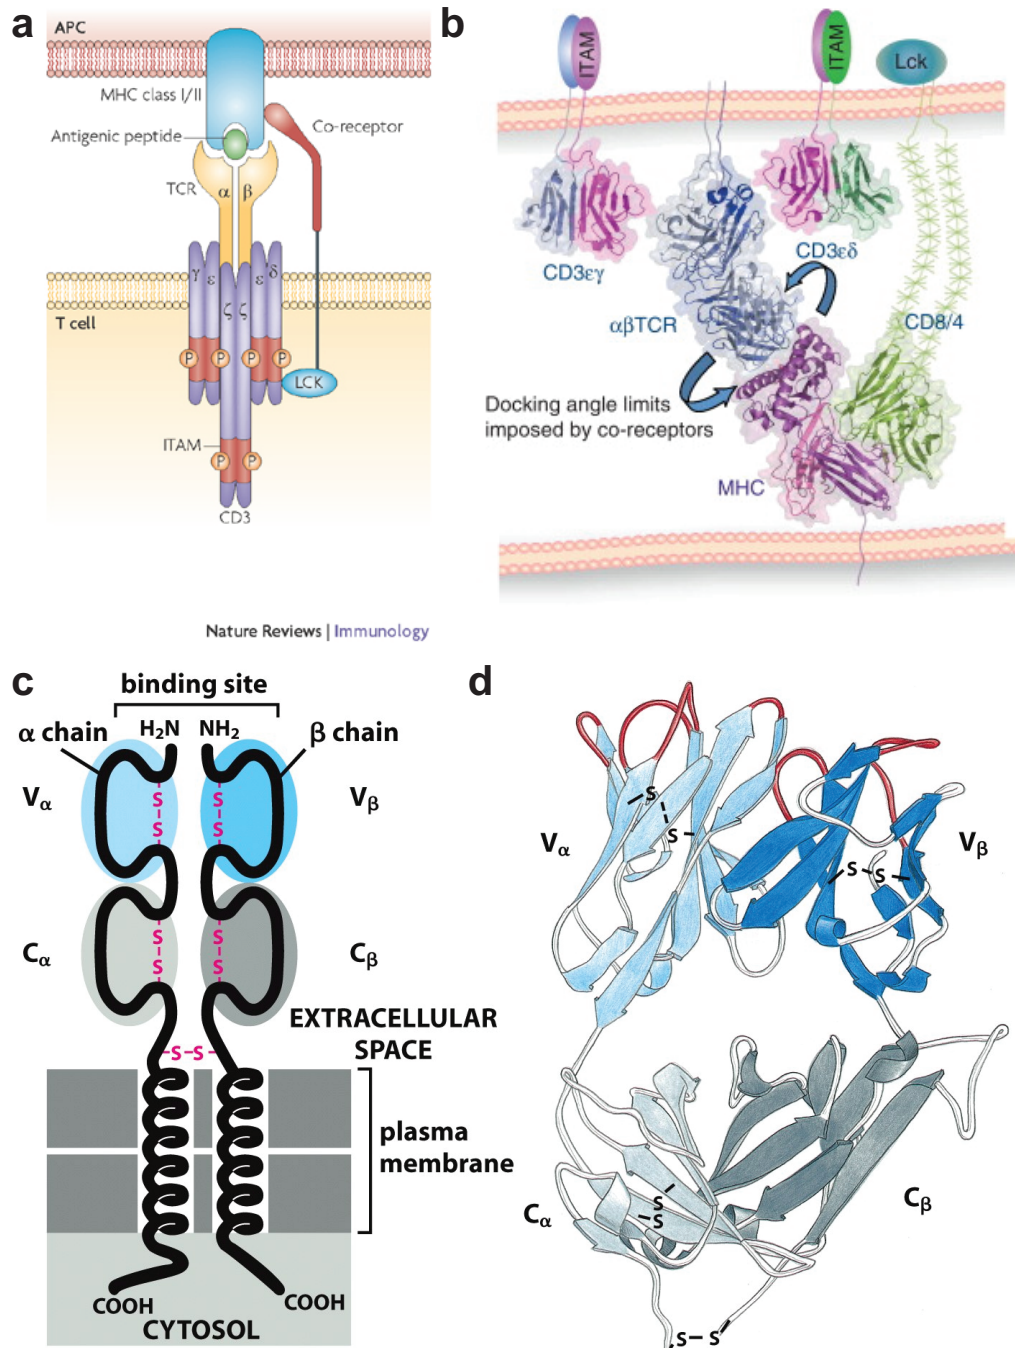 a
APC
MHC class I/II
Antigenic peptide
Co-receptor
TCR
α
β
γ
ε
ε
δ
ζ
ζ
T cell
P
P
P
P
LCK
ITAM
P
P
CD3
Nature Reviews | Immunology
b
ITAM
ITAM
Lck
CD3εγ
CD3εδ
αβTCR
CD8/4
Docking angle limits
imposed by co-receptors
MHC
c
binding site
α chain
H₂N
NH₂
β chain
Vα
Vβ
S
S
S
S
Cα
Cβ
S
S
S
S
EXTRACELLULAR
SPACE
S–S
plasma
membrane
COOH
COOH
CYTOSOL
d
Vα
Vβ
S
S
S
S
Cα
Cβ
S
S
S–S